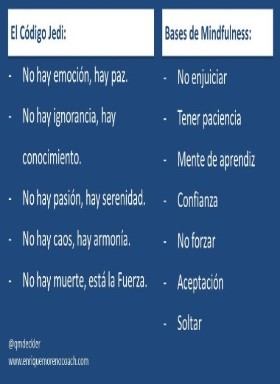 El Código Jedi:
- No hay emoción, hay paz.
- No hay ignorancia, hay
conocimiento.
- No hay pasión, hay serenidad.
- No hay caos, hay armonía.
- No hay muerte, está la Fuerza.
@qmdedder
www.enriquemorenocoach.com
Bases de Mindfulness:
- No enjuiciar
- Tener paciencia
- Mente de aprendiz
- Confianza
- No forzar
- Aceptación
- Soltar